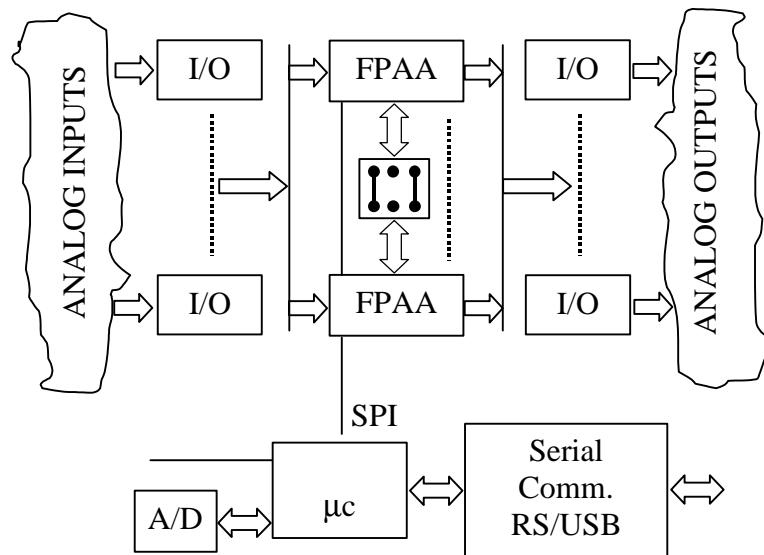 ANALOG INPUTS
I/O
FPAA
I/O
ANALOG OUTPUTS
I/O
FPAA
I/O
SPI
μc
A/D
Serial
Comm.
RS/USB